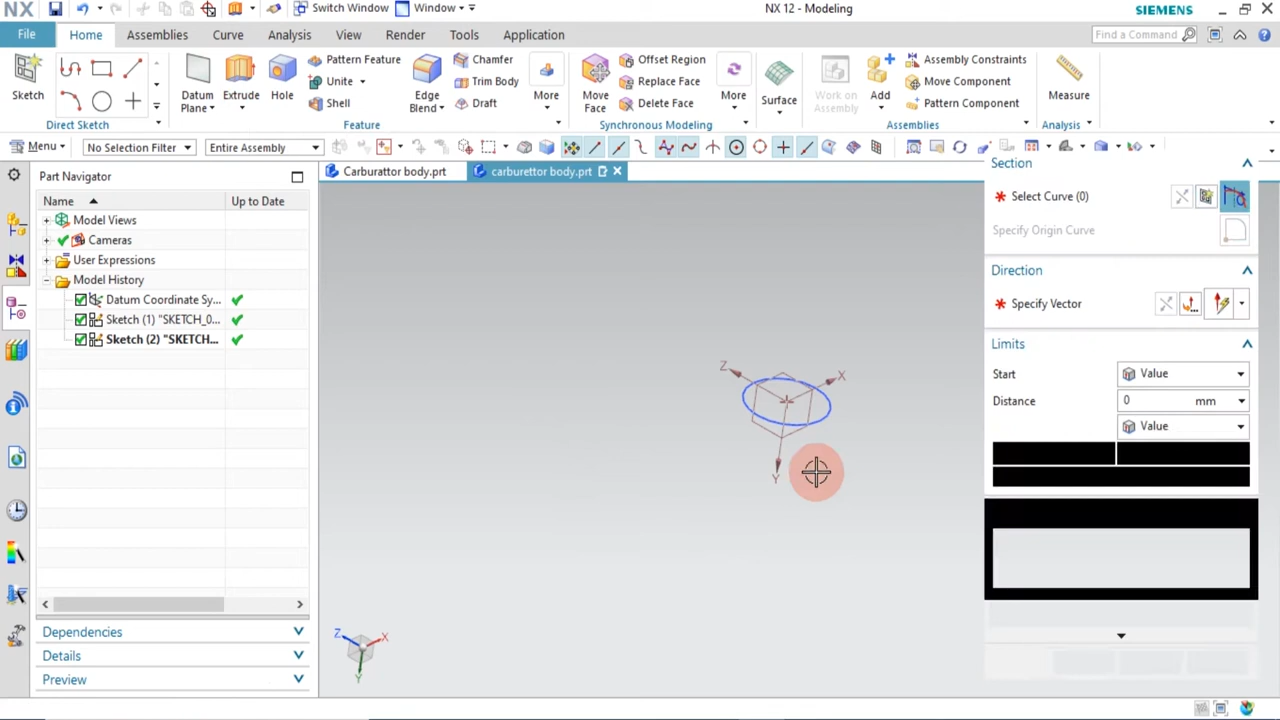 NX
Switch Window
Window
NX 12 - Modeling
SIEMENS
File
Home
Assemblies
Curve
Analysis
View
Render
Tools
Application
Find a Command
Sketch
Direct Sketch
Datum Plane
Extrude
Hole
Pattern Feature
Unite
Shell
Edge Blend
Chamfer
Trim Body
Draft
More
Feature
Move Face
Offset Region
Replace Face
Delete Face
More
Synchronous Modeling
Surface
Work on Assembly
Add
Assembly Constraints
Move Component
Pattern Component
Assemblies
Measure
Analysis
Menu
No Selection Filter
Entire Assembly
Part Navigator
Carburattor body.prt
carburettor body.prt
Name
Up to Date
Model Views
Cameras
User Expressions
Model History
Datum Coordinate Sy...
Sketch (1) "SKETCH_0...
Sketch (2) "SKETCH...
Dependencies
Details
Preview
Z
X
Y
Z
X
Y
Section
Select Curve (0)
Specify Origin Curve
Direction
Specify Vector
Limits
Start
Value
Distance
0 mm
Value